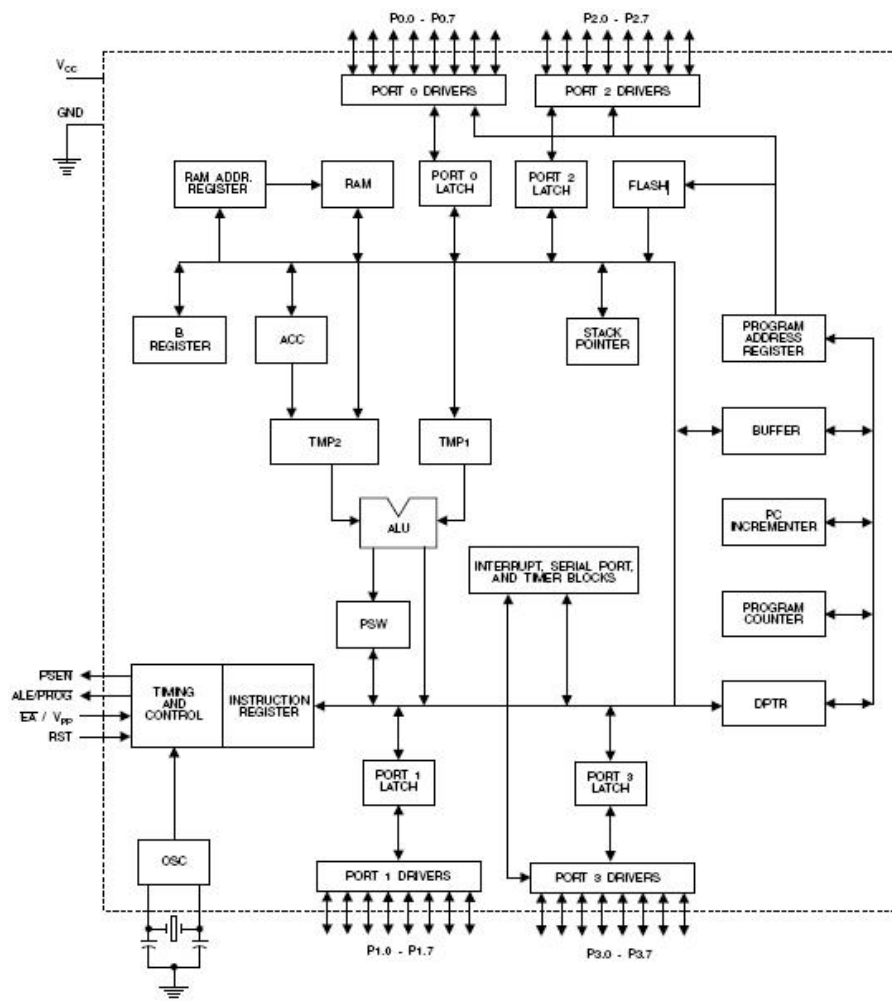 P0.0 - P0.7
P2.0 - P2.7
VCC
PORT 0 DRIVERS
PORT 2 DRIVERS
GND
RAM ADDR.
REGISTER
RAM
PORT 0
LATCH
PORT 2
LATCH
FLASH
B
REGISTER
ACC
STACK
POINTER
PROGRAM
ADDRESS
REGISTER
TMP2
TMP1
BUFFER
ALU
PC
INCREMENTER
INTERRUPT, SERIAL PORT,
AND TIMER BLOCKS
PSW
PROGRAM
COUNTER
PSEN
ALE/PROG
EA / VPP
RST
TIMING
AND
CONTROL
INSTRUCTION
REGISTER
DPTR
PORT 1
LATCH
PORT 3
LATCH
OSC
PORT 1 DRIVERS
PORT 3 DRIVERS
P1.0 - P1.7
P3.0 - P3.7